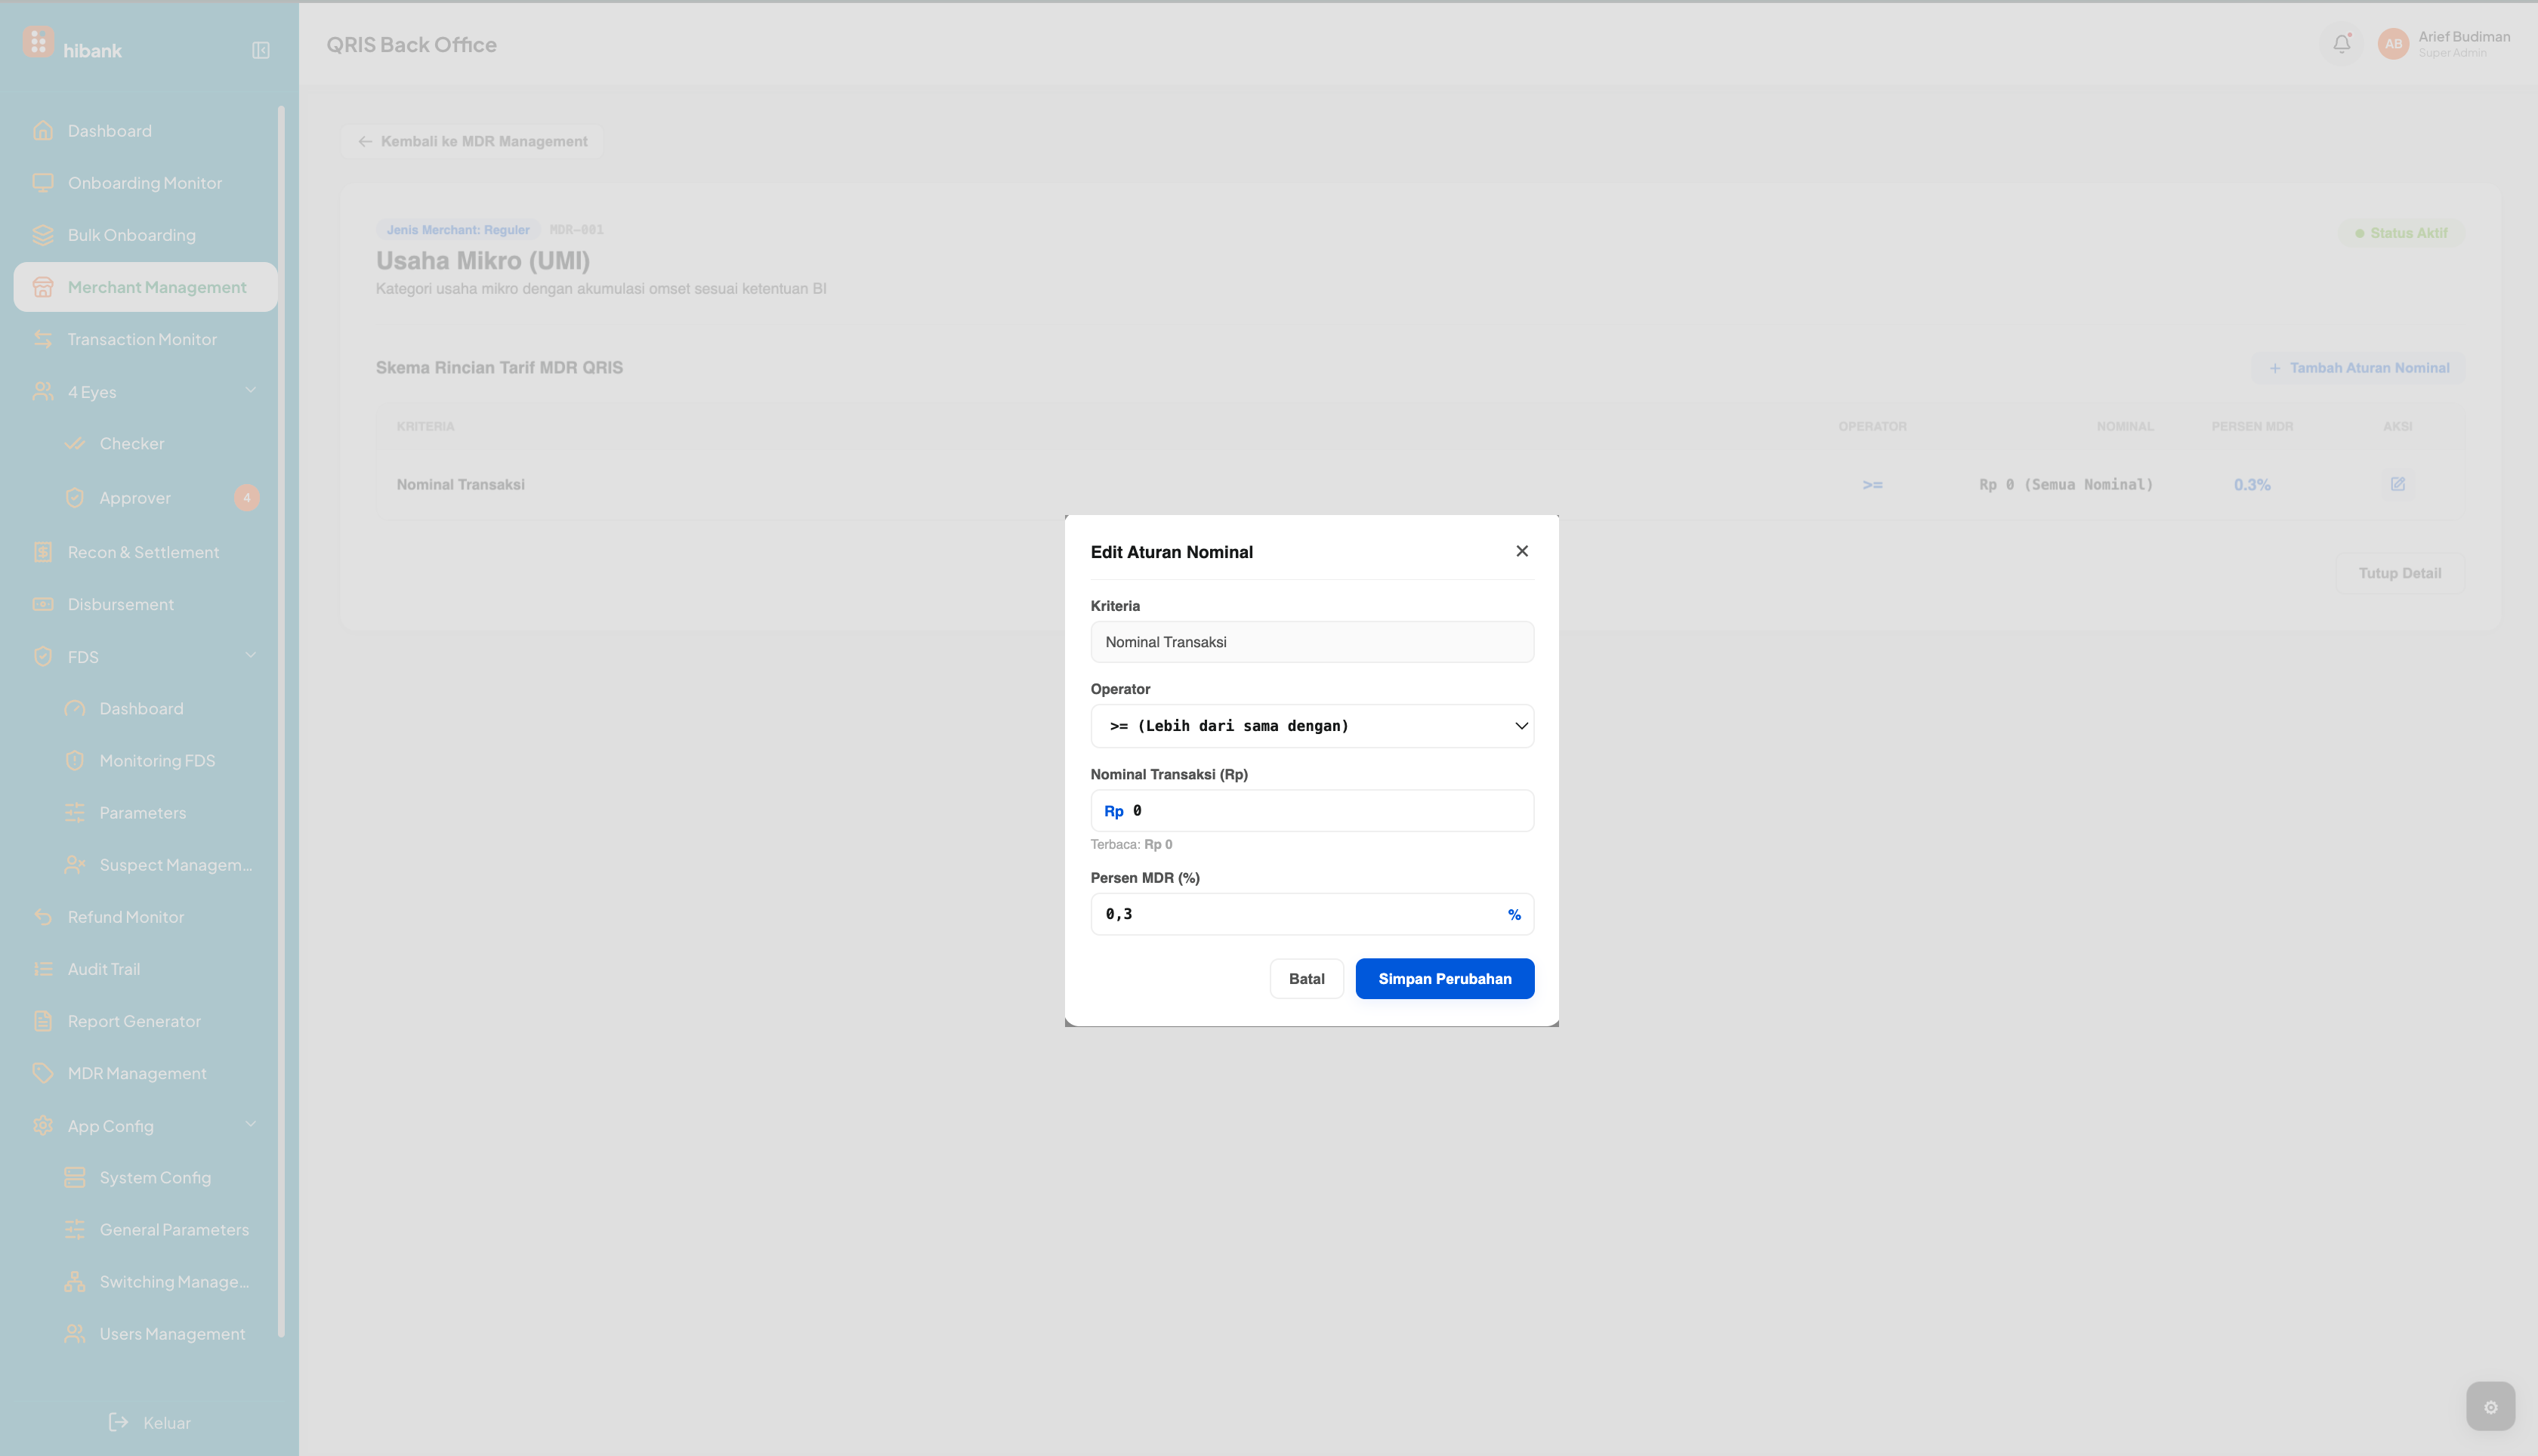 hibank
QRIS Back Office
AB
Arief Budiman
Super Admin
Dashboard
Onboarding Monitor
Bulk Onboarding
Merchant Management
Transaction Monitor
4 Eyes
Checker
Approver
4
Recon & Settlement
Disbursement
FDS
Dashboard
Monitoring FDS
Parameters
Suspect Managem...
Refund Monitor
Audit Trail
Report Generator
MDR Management
App Config
System Config
General Parameters
Switching Manage...
Users Management
Keluar
Kembali ke MDR Management
Jenis Merchant: Reguler MDR-001
Status Aktif
Usaha Mikro (UMI)
Kategori usaha mikro dengan akumulasi omset sesuai ketentuan BI
Skema Rincian Tarif MDR QRIS
+ Tambah Aturan Nominal
KRITERIA OPERATOR NOMINAL PERSEN MDR AKSI
Nominal Transaksi >= Rp 0 (Semua Nominal) 0.3%
Tutup Detail
Edit Aturan Nominal
Kriteria
Nominal Transaksi
Operator
>= (Lebih dari sama dengan)
Nominal Transaksi (Rp)
Rp 0
Terbaca: Rp 0
Persen MDR (%)
0,3 %
Batal
Simpan Perubahan